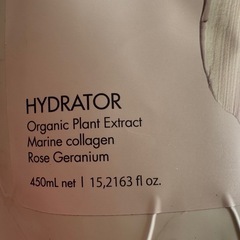 HYDRATOR
Organic Plant Extract
Marine collagen
Rose Geranium
450mL net | 15,2163 fl oz.